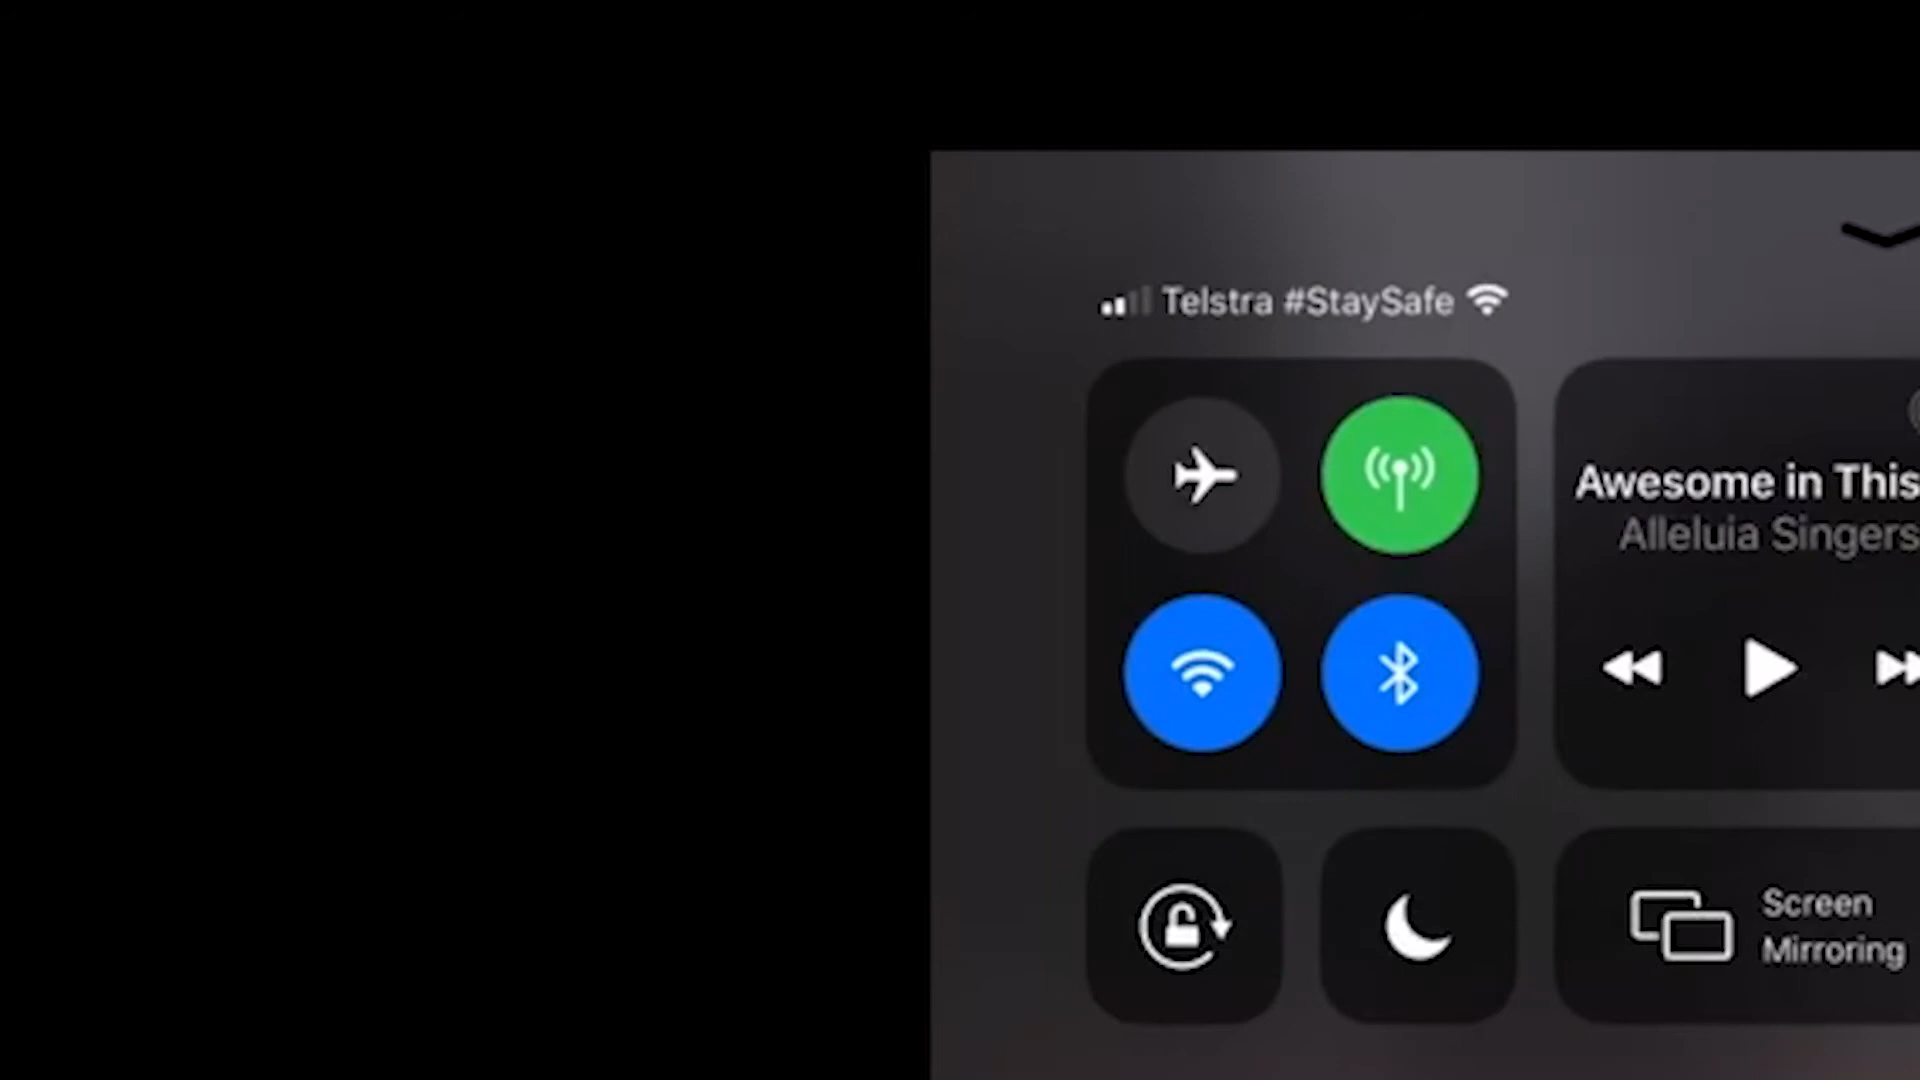 Telstra #StaySafe
Awesome in This
Alleluia Singers
Screen
Mirroring